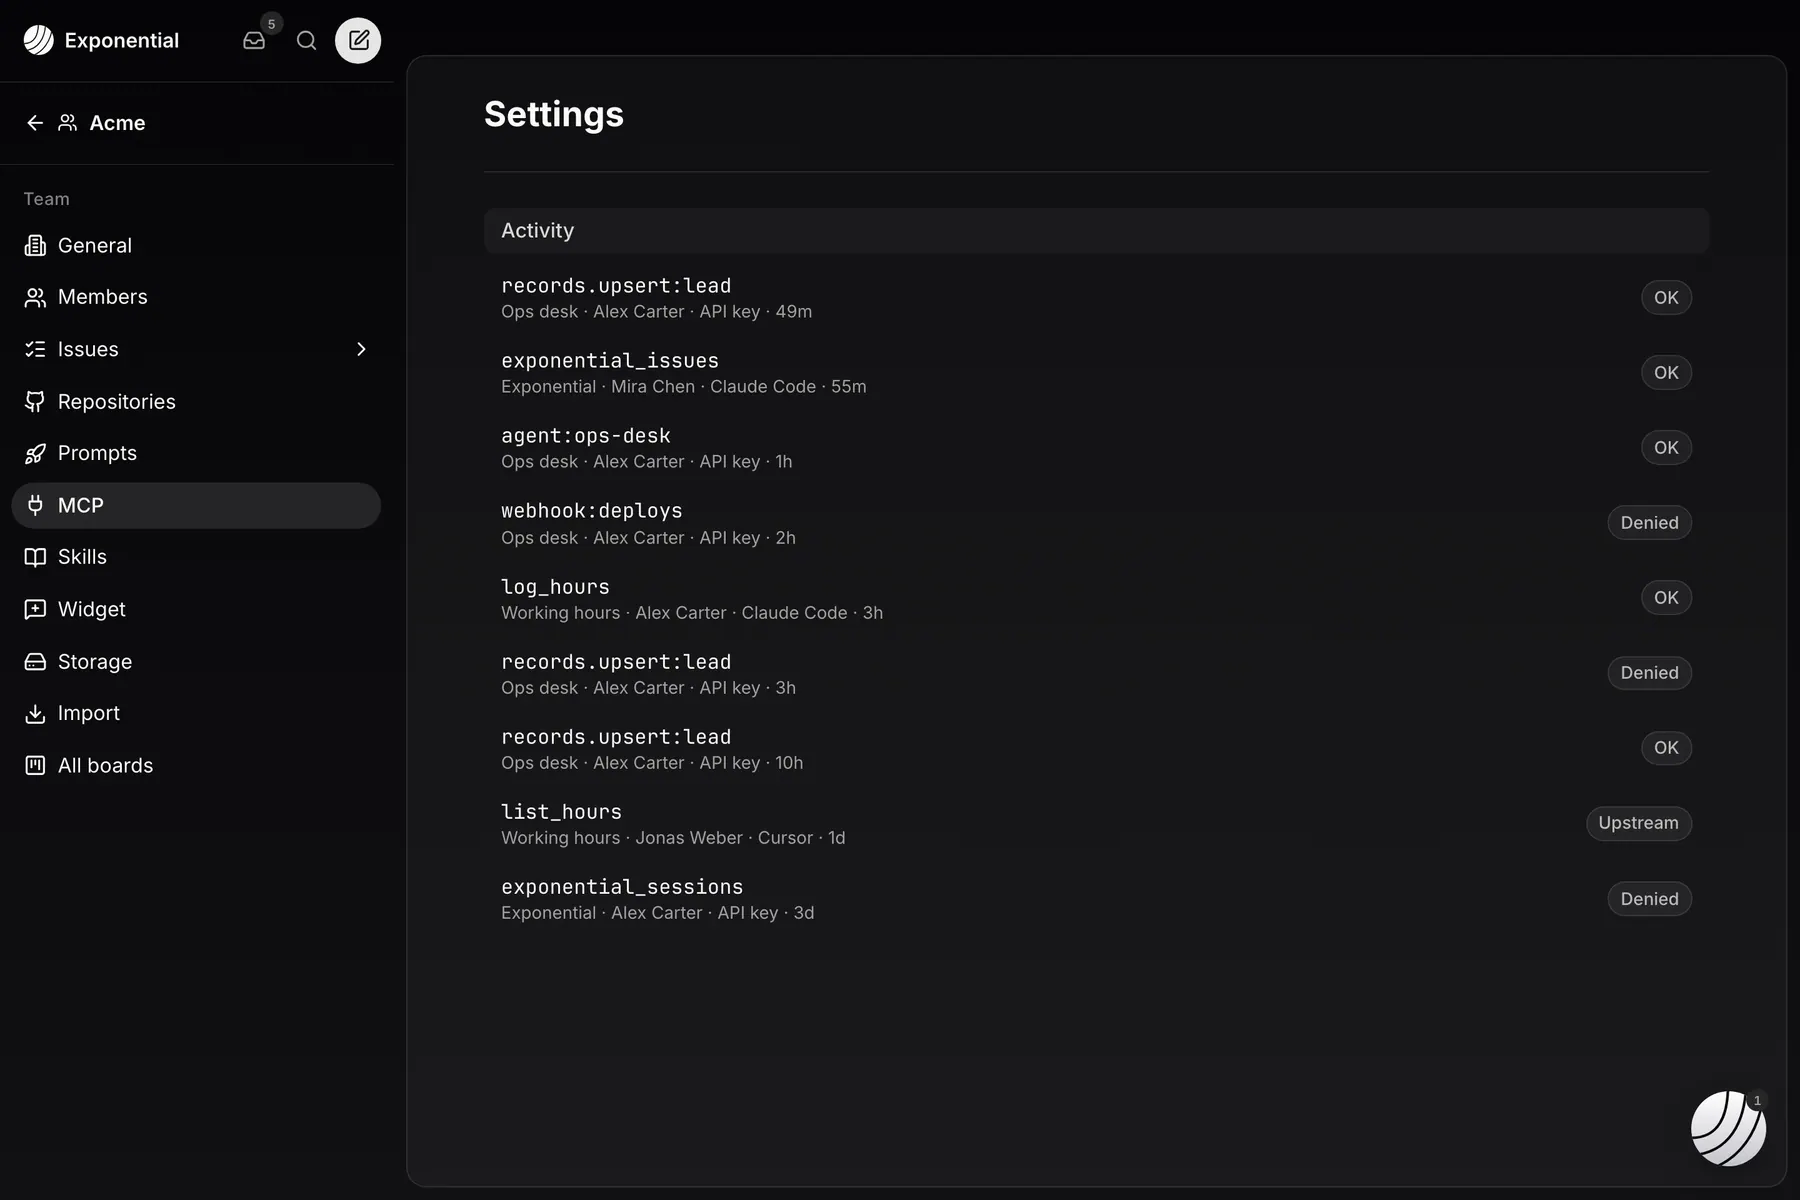 Exponential
5
Acme
Team
General
Members
Issues
Repositories
Prompts
MCP
Skills
Widget
Storage
Import
All boards
Settings
Activity
records.upsert:lead
Ops desk · Alex Carter · API key · 49m
OK
exponential_issues
Exponential · Mira Chen · Claude Code · 55m
OK
agent:ops-desk
Ops desk · Alex Carter · API key · 1h
OK
webhook:deploys
Ops desk · Alex Carter · API key · 2h
Denied
log_hours
Working hours · Alex Carter · Claude Code · 3h
OK
records.upsert:lead
Ops desk · Alex Carter · API key · 3h
Denied
records.upsert:lead
Ops desk · Alex Carter · API key · 10h
OK
list_hours
Working hours · Jonas Weber · Cursor · 1d
Upstream
exponential_sessions
Exponential · Alex Carter · API key · 3d
Denied
1